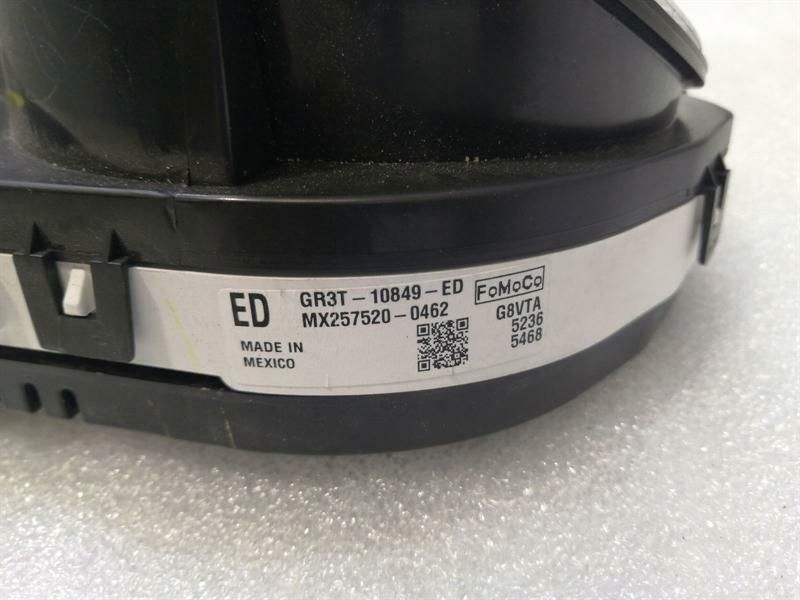 ED
GR3T-10849-ED
MX257520-0462
MADE IN
MEXICO
FoMoCo
G8VTA
5236
5468